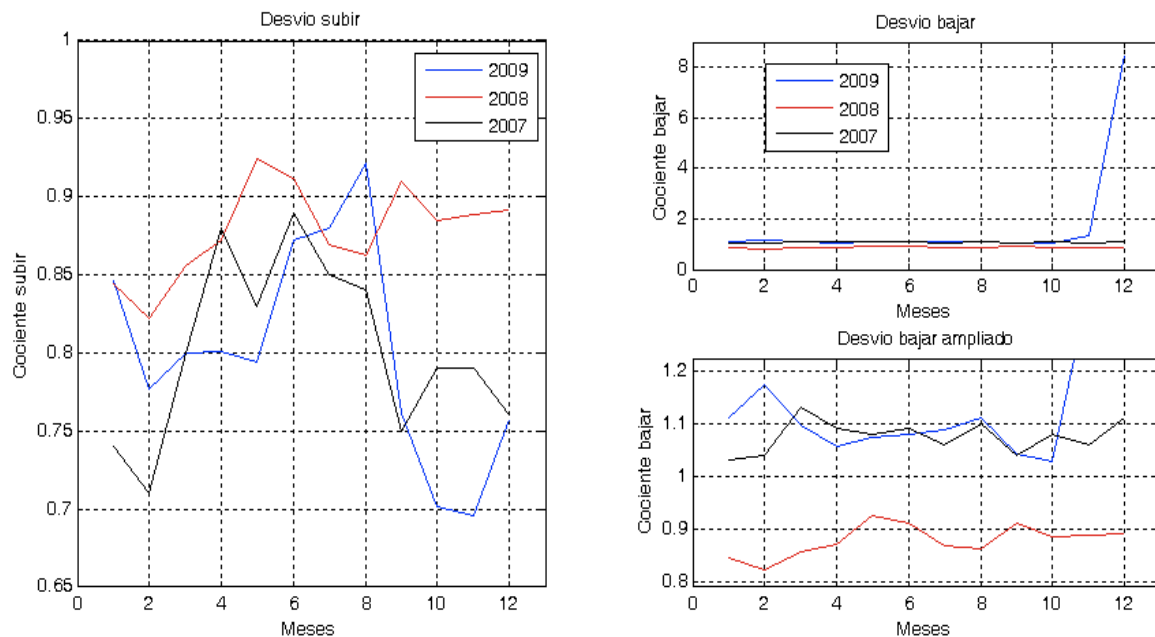 Desvio subir
1
0.95
0.9
0.85
0.8
0.75
0.7
0.65
0 2 4 6 8 10 12
Cociente subir
Meses
2009
2008
2007
Desvio bajar
8
6
4
2
0
0 2 4 6 8 10 12
Cociente bajar
Meses
2009
2008
2007
Desvio bajar ampliado
1.2
1.1
1
0.9
0.8
0 2 4 6 8 10 12
Cociente bajar
Meses